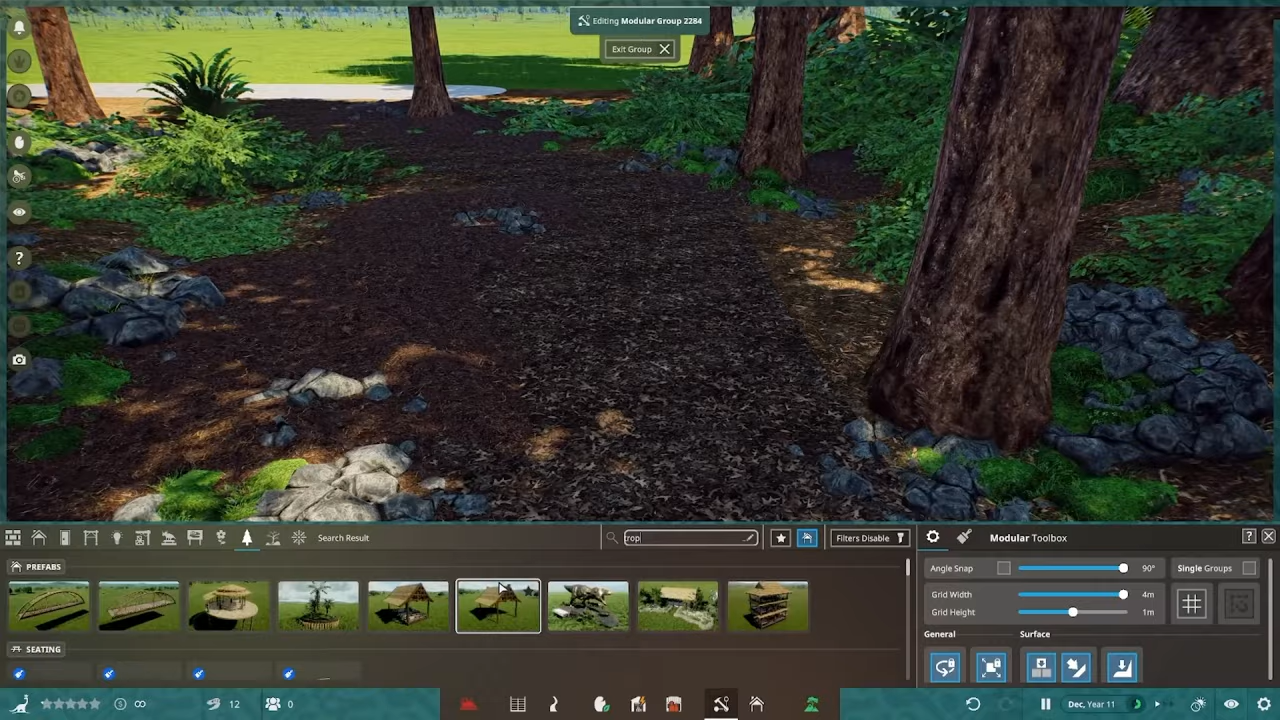 Editing Modular Group 2284
Exit Group
?
Search Result
rop
Filters Disable
Modular Toolbox
?
PREFABS
Angle Snap
90°
Single Groups
Grid Width
4m
Grid Height
1m
General
Surface
SEATING
∞
12
0
Dec, Year 11